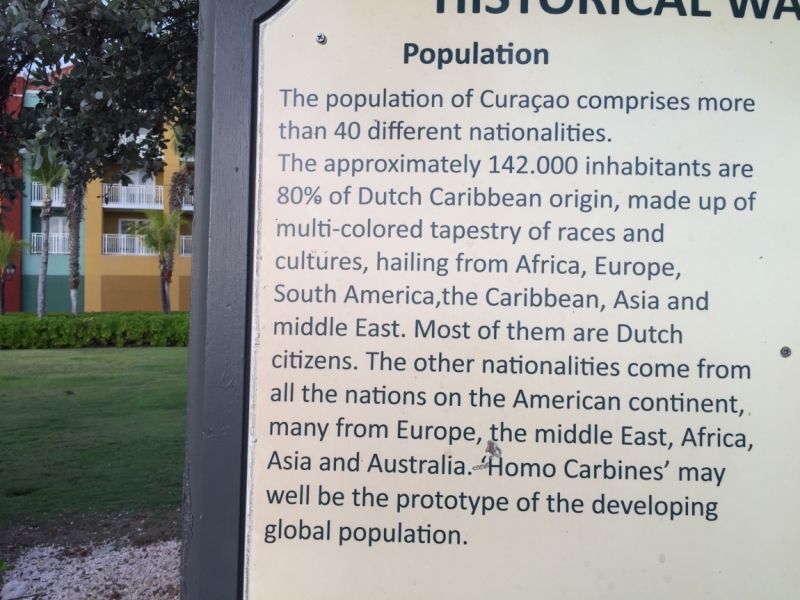 HISTORICAL WA
Population
The population of Curaçao comprises more
than 40 different nationalities.
The approximately 142.000 inhabitants are
80% of Dutch Caribbean origin, made up of
multi-colored tapestry of races and
cultures, hailing from Africa, Europe,
South America,the Caribbean, Asia and
middle East. Most of them are Dutch
citizens. The other nationalities come from
all the nations on the American continent,
many from Europe, the middle East, Africa,
Asia and Australia. ‘Homo Carbines’ may
well be the prototype of the developing
global population.